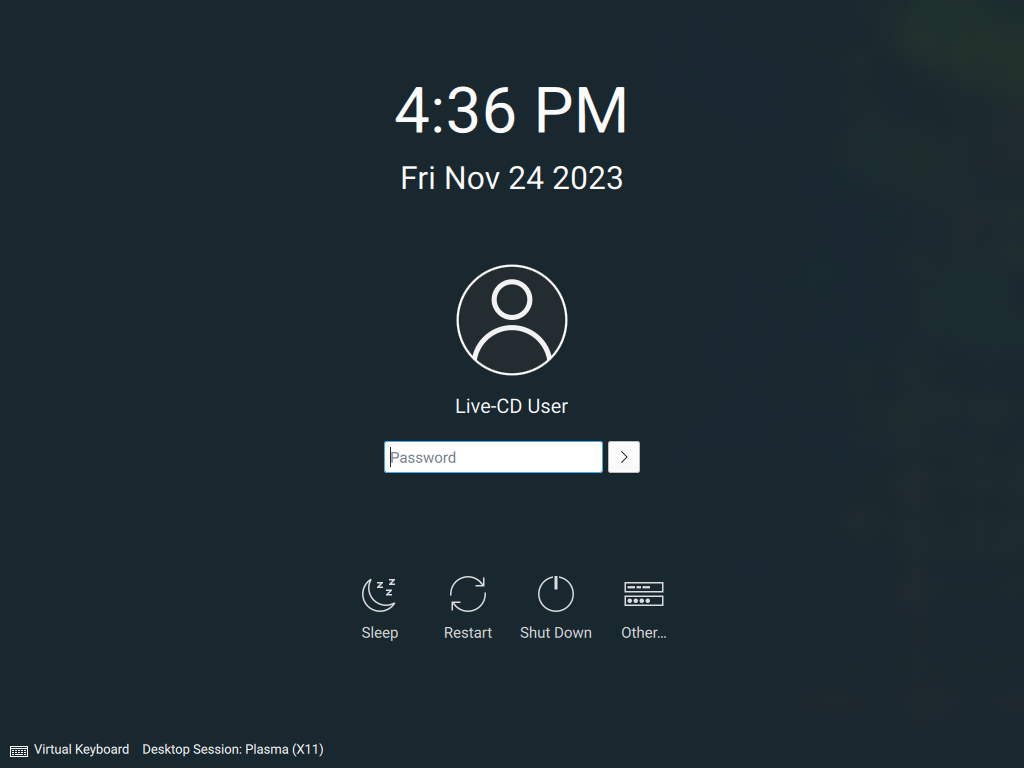 4:36 PM
Fri Nov 24 2023
Live-CD User
Password
Sleep Restart Shut Down Other...
Virtual Keyboard Desktop Session: Plasma (X11)